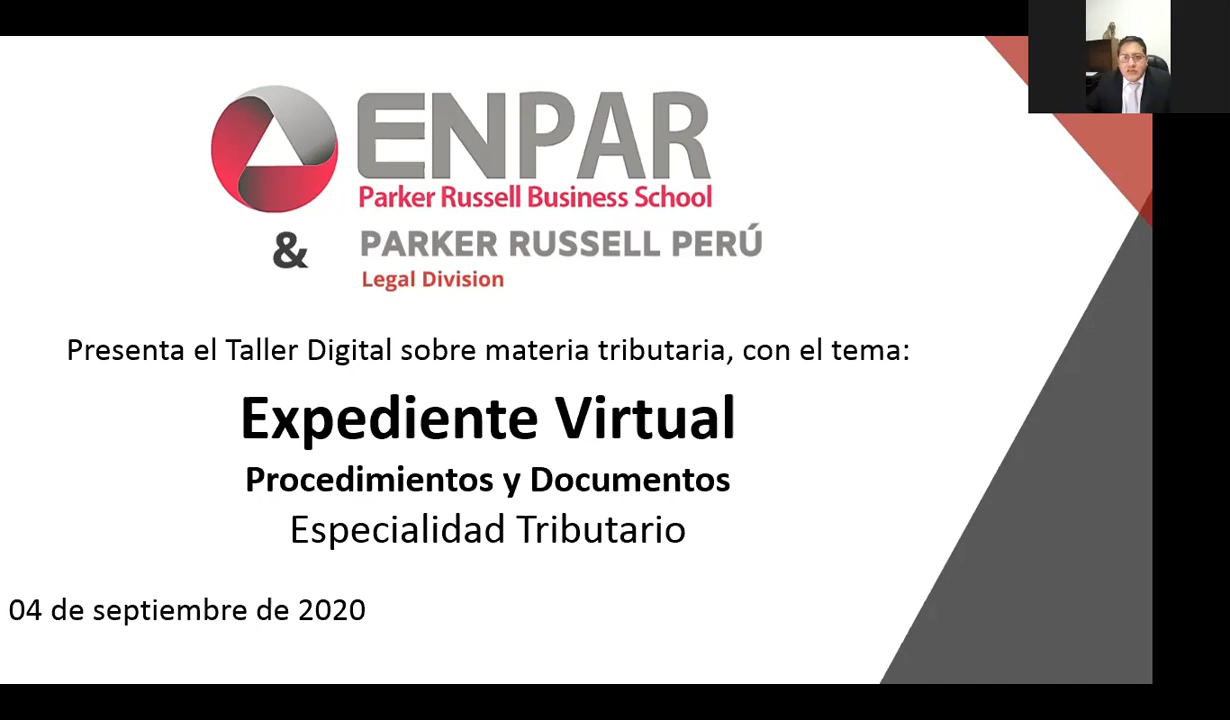 ENPAR
Parker Russell Business School
& PARKER RUSSELL PERÚ
Legal Division
Presenta el Taller Digital sobre materia tributaria, con el tema:
Expediente Virtual
Procedimientos y Documentos
Especialidad Tributario
04 de septiembre de 2020